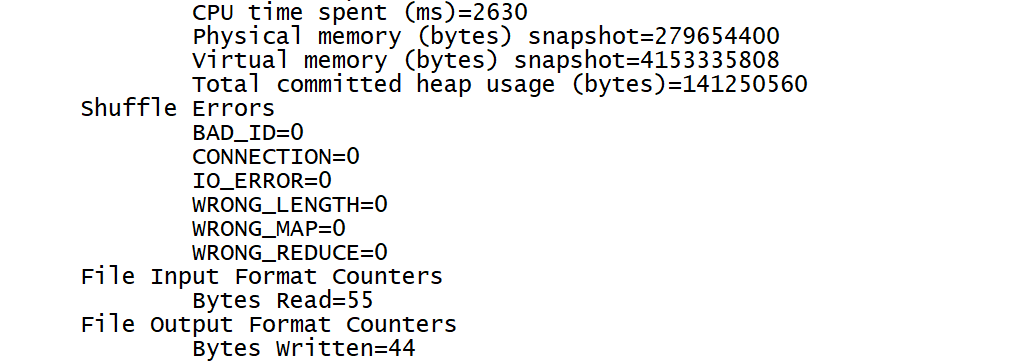 CPU time spent (ms)=2630
Physical memory (bytes) snapshot=279654400
Virtual memory (bytes) snapshot=4153335808
Total committed heap usage (bytes)=141250560
Shuffle Errors
BAD_ID=0
CONNECTION=0
IO_ERROR=0
WRONG_LENGTH=0
WRONG_MAP=0
WRONG_REDUCE=0
File Input Format Counters
Bytes Read=55
File Output Format Counters
Bytes Written=44